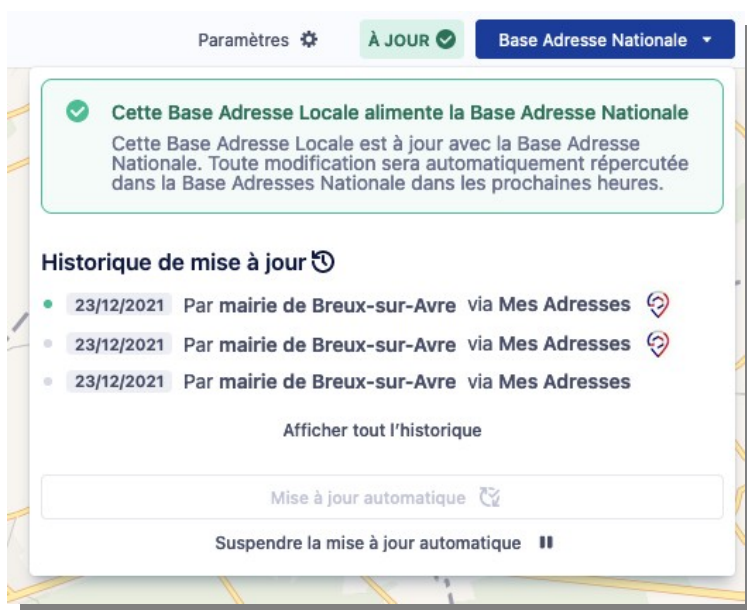 Paramètres
À JOUR
Base Adresse Nationale
Cette Base Adresse Locale alimente la Base Adresse Nationale
Cette Base Adresse Locale est à jour avec la Base Adresse
Nationale. Toute modification sera automatiquement répercutée
dans la Base Adresses Nationale dans les prochaines heures.
Historique de mise à jour
23/12/2021 Par mairie de Breux-sur-Avre via Mes Adresses
23/12/2021 Par mairie de Breux-sur-Avre via Mes Adresses
23/12/2021 Par mairie de Breux-sur-Avre via Mes Adresses
Afficher tout l'historique
Mise à jour automatique
Suspendre la mise à jour automatique